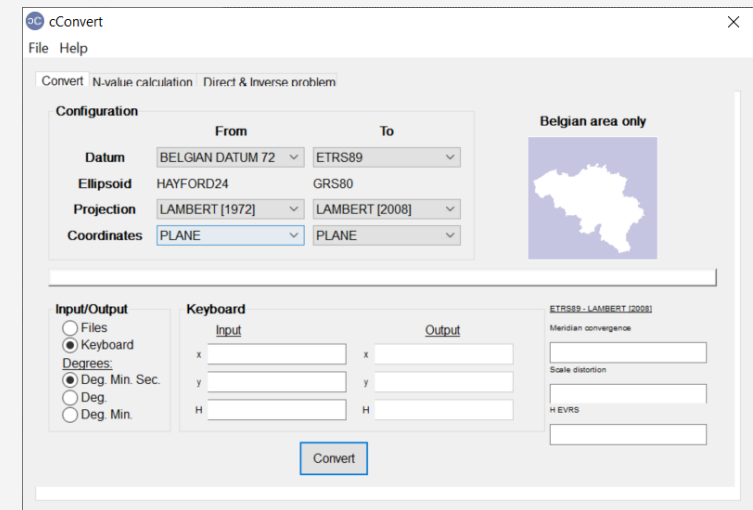 cConvert
File Help
Convert N-value calculation Direct & Inverse problem
Configuration
From To
Belgian area only
Datum BELGIAN DATUM 72 ETRS89
Ellipsoid HAYFORD24 GRS80
Projection LAMBERT [1972] LAMBERT [2008]
Coordinates PLANE PLANE
Input/Output
Files
Keyboard
Degrees:
Deg. Min. Sec.
Deg.
Deg. Min.
Keyboard
Input Output
x x
y y
H H
ETRS89 - LAMBERT [2008]
Meridian convergence
Scale distortion
H EVRS
Convert